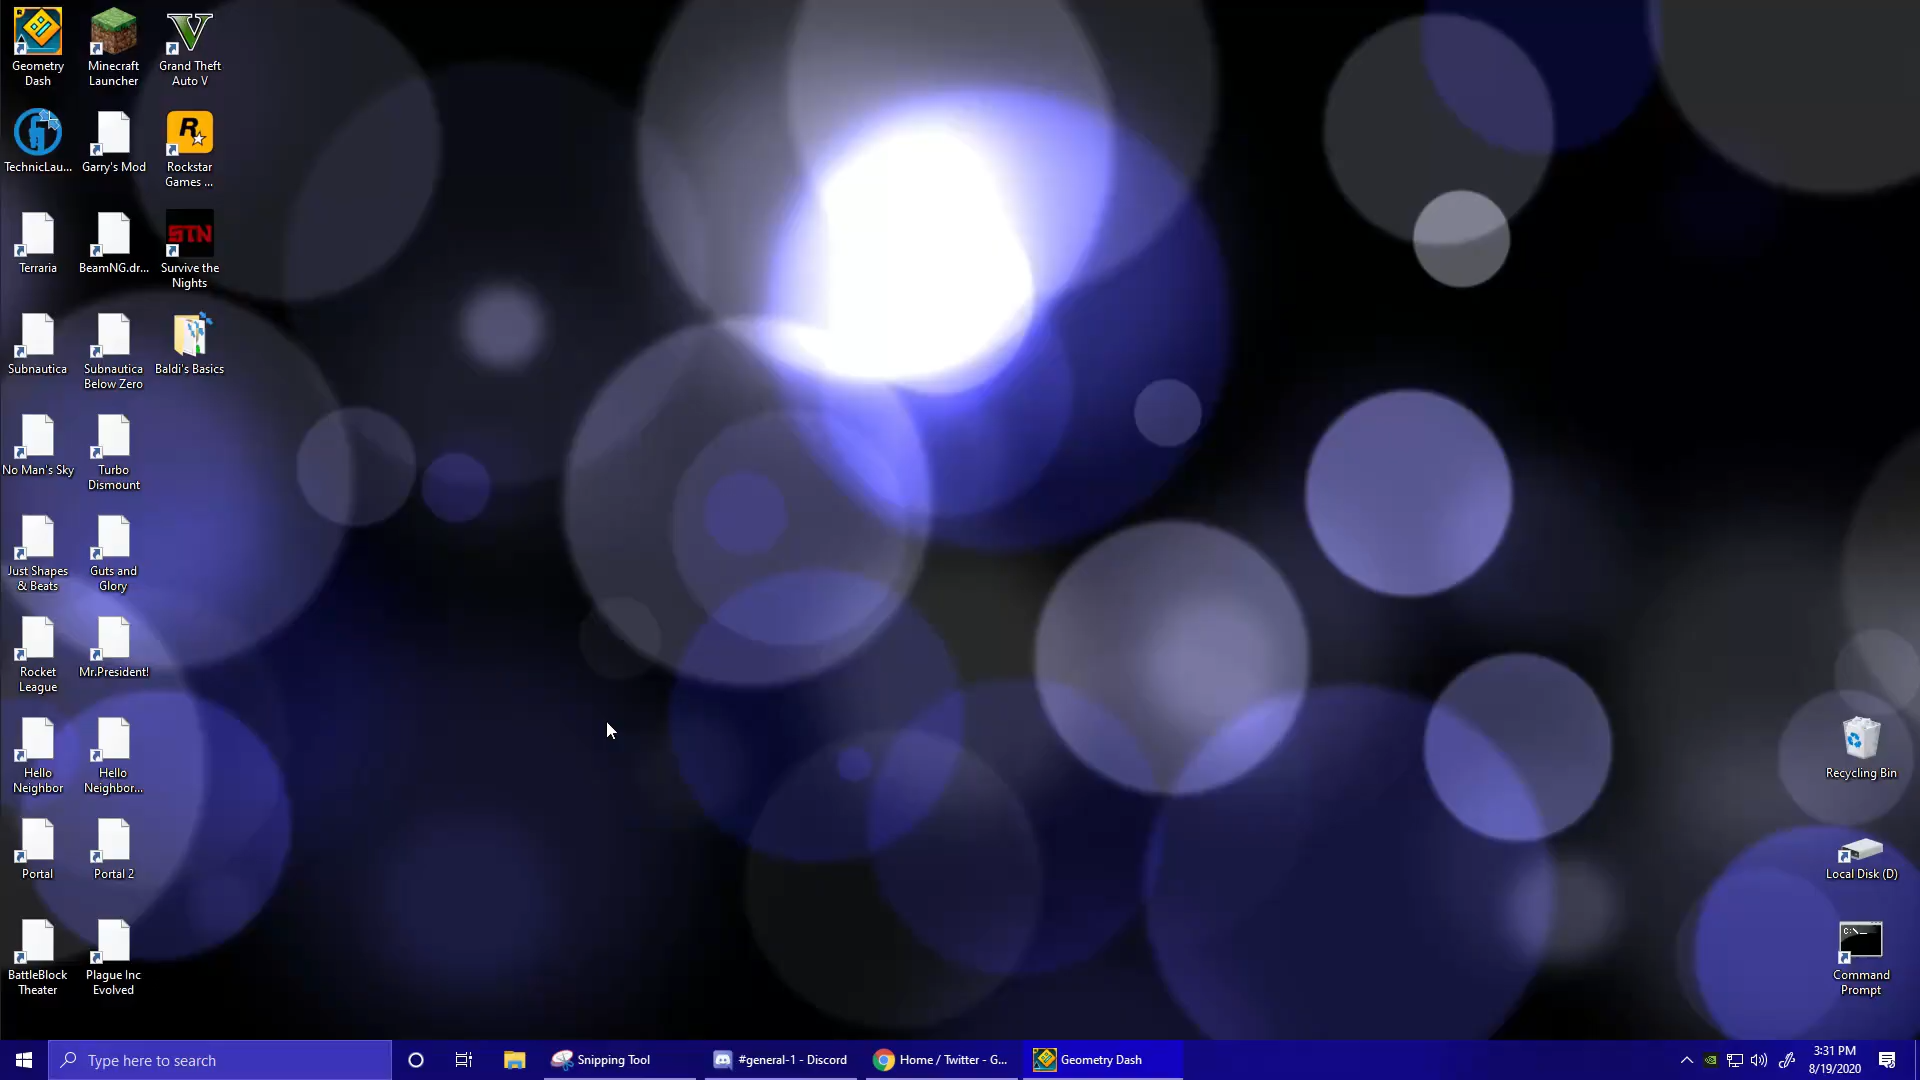 Geometry
Dash
Minecraft
Launcher
Grand Theft
Auto V
TechnicLau...
Garry's Mod
R
Rockstar
Games ...
Terraria
BeamNG.dr...
STN
Survive the
Nights
Subnautica
Subnautica
Below Zero
Baldi's Basics
No Man's Sky
Turbo
Dismount
Just Shapes
& Beats
Guts and
Glory
Rocket
League
Mr.President!
Hello
Neighbor
Hello
Neighbor...
Portal
Portal 2
BattleBlock
Theater
Plague Inc
Evolved
Recycling Bin
Local Disk (D)
C:\_
Command
Prompt
Type here to search
Snipping Tool
#general-1 - Discord
Home / Twitter - G...
Geometry Dash
3:31 PM
8/19/2020